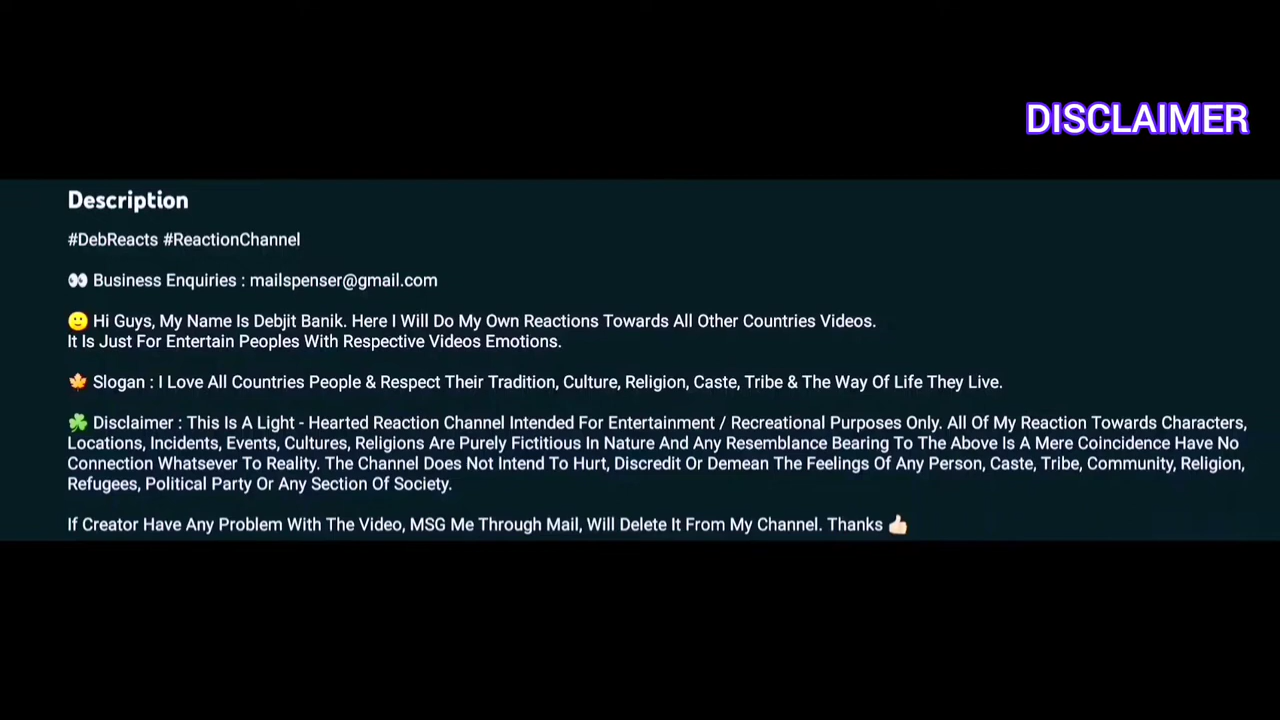 DISCLAIMER
Description
#DebReacts #ReactionChannel
👀 Business Enquiries : mailspenser@gmail.com
🙂 Hi Guys, My Name Is Debjit Banik. Here I Will Do My Own Reactions Towards All Other Countries Videos.
It Is Just For Entertain Peoples With Respective Videos Emotions.
🍁 Slogan : I Love All Countries People & Respect Their Tradition, Culture, Religion, Caste, Tribe & The Way Of Life They Live.
☘️ Disclaimer : This Is A Light - Hearted Reaction Channel Intended For Entertainment / Recreational Purposes Only. All Of My Reaction Towards Characters,
Locations, Incidents, Events, Cultures, Religions Are Purely Fictitious In Nature And Any Resemblance Bearing To The Above Is A Mere Coincidence Have No
Connection Whatsever To Reality. The Channel Does Not Intend To Hurt, Discredit Or Demean The Feelings Of Any Person, Caste, Tribe, Community, Religion,
Refugees, Political Party Or Any Section Of Society.
If Creator Have Any Problem With The Video, MSG Me Through Mail, Will Delete It From My Channel. Thanks 👍🏻